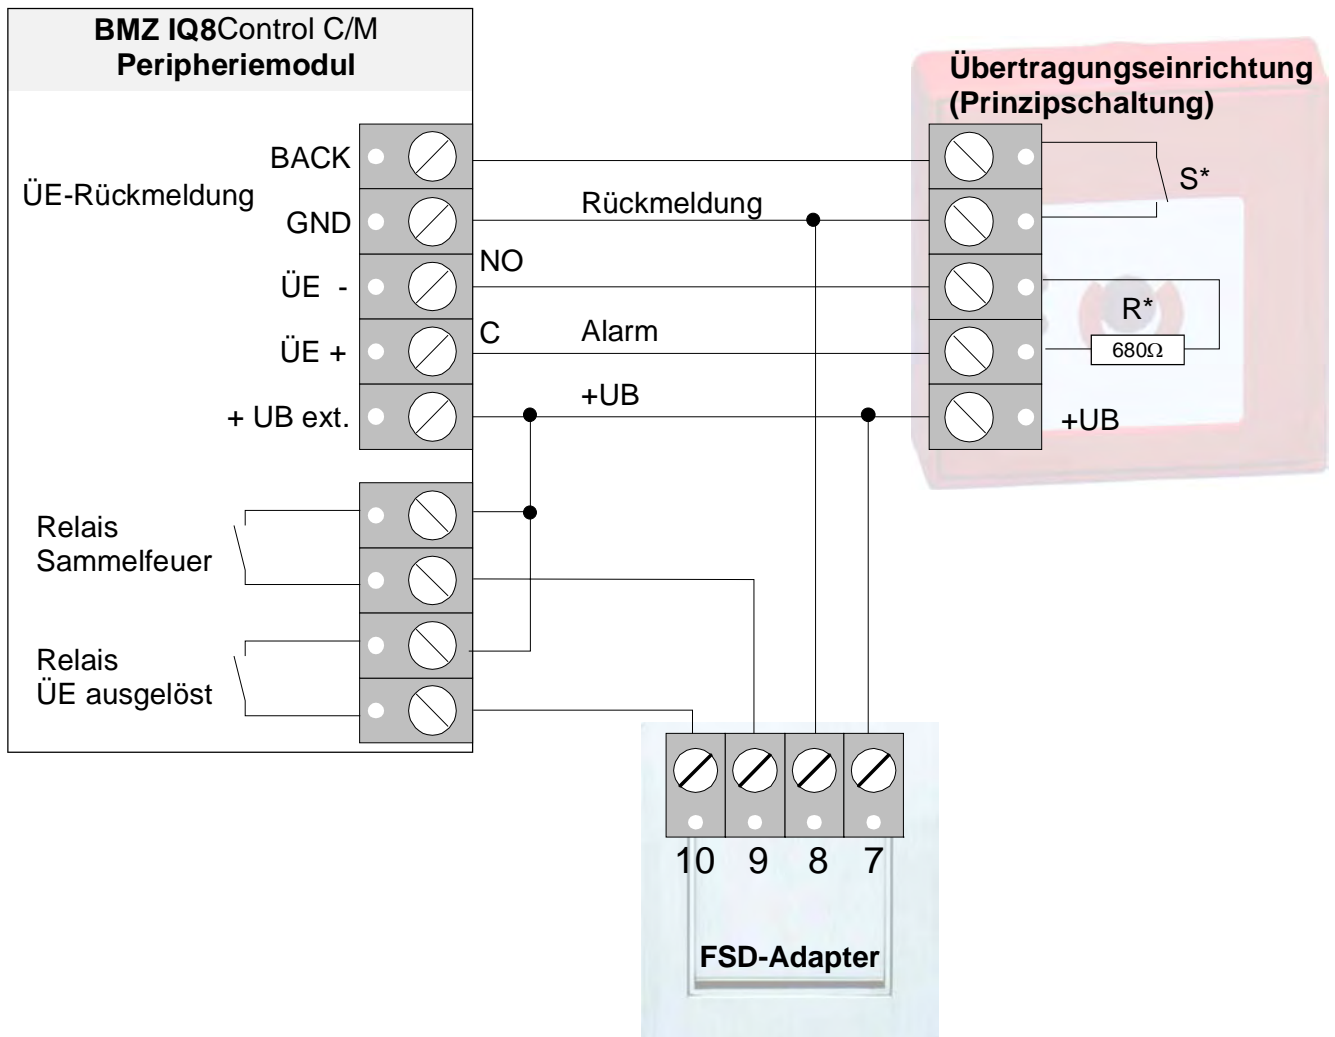 BMZ IQ8Control C/M
Peripheriemodul
Übertragungseinrichtung
(Prinzipschaltung)
BACK
ÜE-Rückmeldung
GND
Rückmeldung
S*
NO
ÜE -
R*
C
Alarm
ÜE +
680Ω
+UB
+ UB ext.
+UB
Relais
Sammelfeuer
Relais
ÜE ausgelöst
10 9 8 7
FSD-Adapter